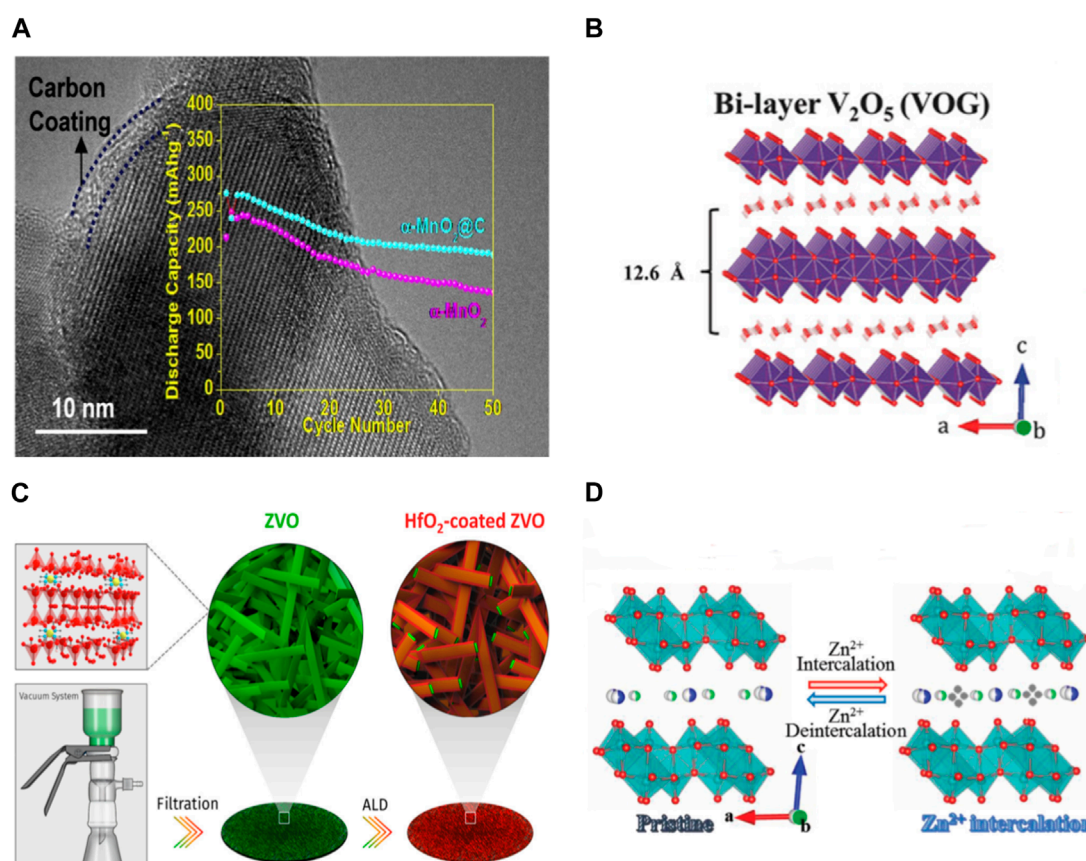 A
Carbon
Coating
10 nm
Discharge Capacity (mAhg⁻¹)
400
350
300
250
200
150
100
50
0
α-MnO₂@C
α-MnO₂
0 10 20 30 40 50
Cycle Number
B
Bi-layer V₂O₅ (VOG)
12.6 Å
c
a
b
C
ZVO
HfO₂-coated ZVO
Vacuum System
Filtration
ALD
D
Zn²⁺
Intercalation
Zn²⁺
Deintercalation
c
a
b
Pristine
Zn²⁺ intercalation